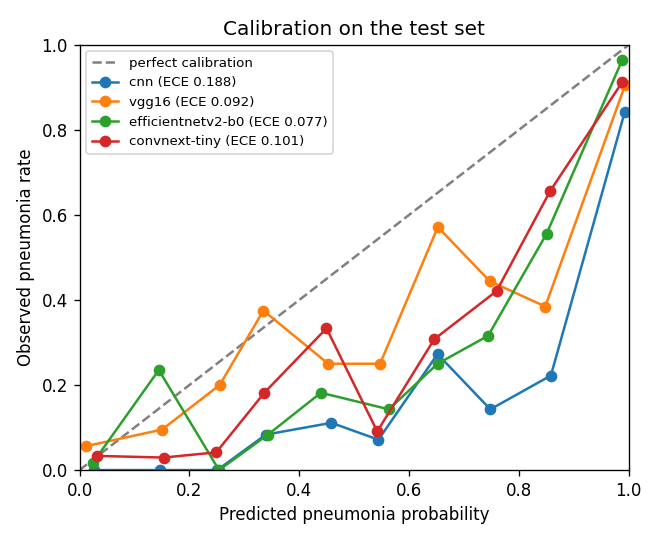 Calibration on the test set
perfect calibration
cnn (ECE 0.188)
vgg16 (ECE 0.092)
efficientnetv2-b0 (ECE 0.077)
convnext-tiny (ECE 0.101)
Observed pneumonia rate
1.0
0.8
0.6
0.4
0.2
0.0
0.0 0.2 0.4 0.6 0.8 1.0
Predicted pneumonia probability